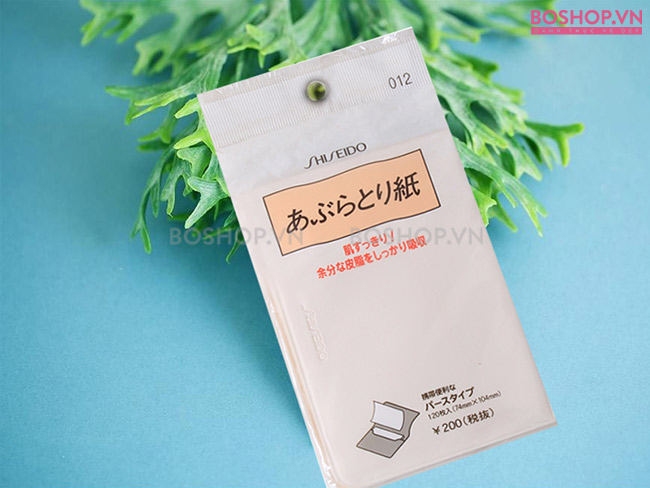 BOSHOP.VN
012
SHISEIDO
あぶらとり紙
BOSHOP.VN BOSHOP.VN
肌すっきり!
余分な皮脂をしっかり吸収
SHISEIDO
携帯便利な
パースタイプ
120枚入(74mm×104mm)
¥200(税抜)